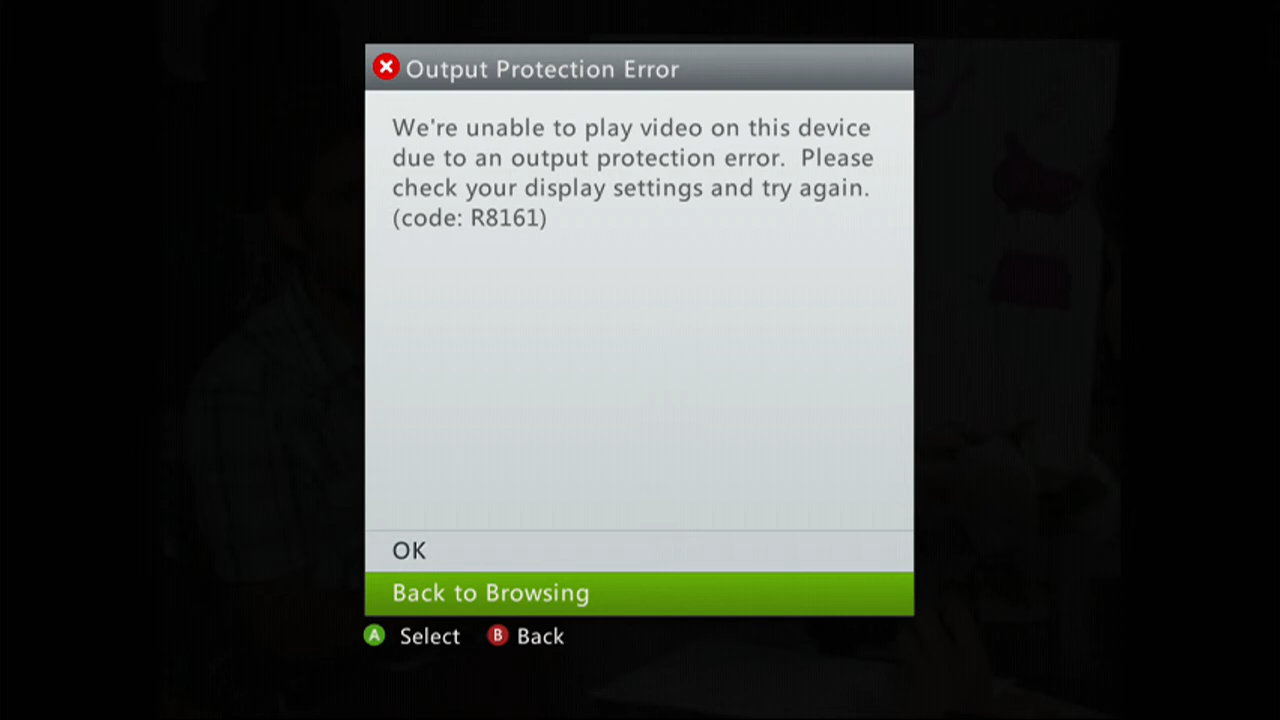 Output Protection Error
We're unable to play video on this device
due to an output protection error.  Please
check your display settings and try again.
(code: R8161)
OK
Back to Browsing
A Select B Back